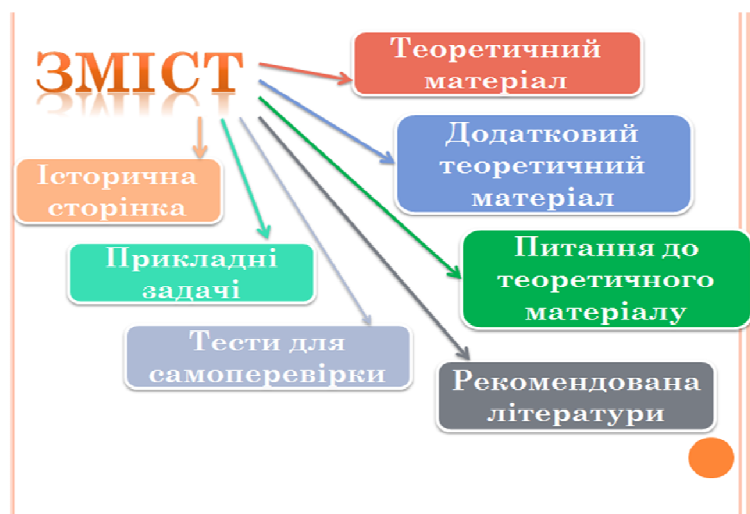 ЗМІСТ
Теоретичний
матеріал
Додатковий
теоретичний
матеріал
Питання до
теоретичного
матеріалу
Рекомендована
літератури
Історична
сторінка
Прикладні
задачі
Тести для
самоперевірки